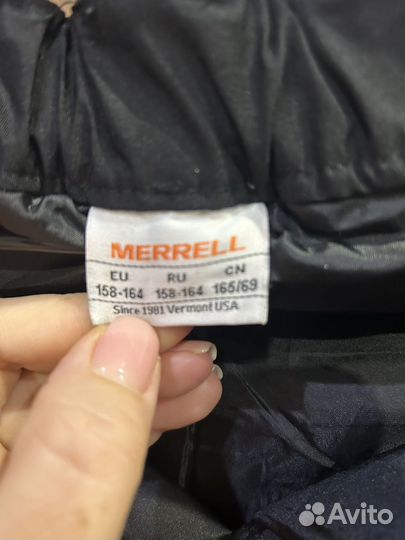 MERRELL
EU RU CN
158-164 158-164 165/69
Since 1981 Vermont USA
Avito